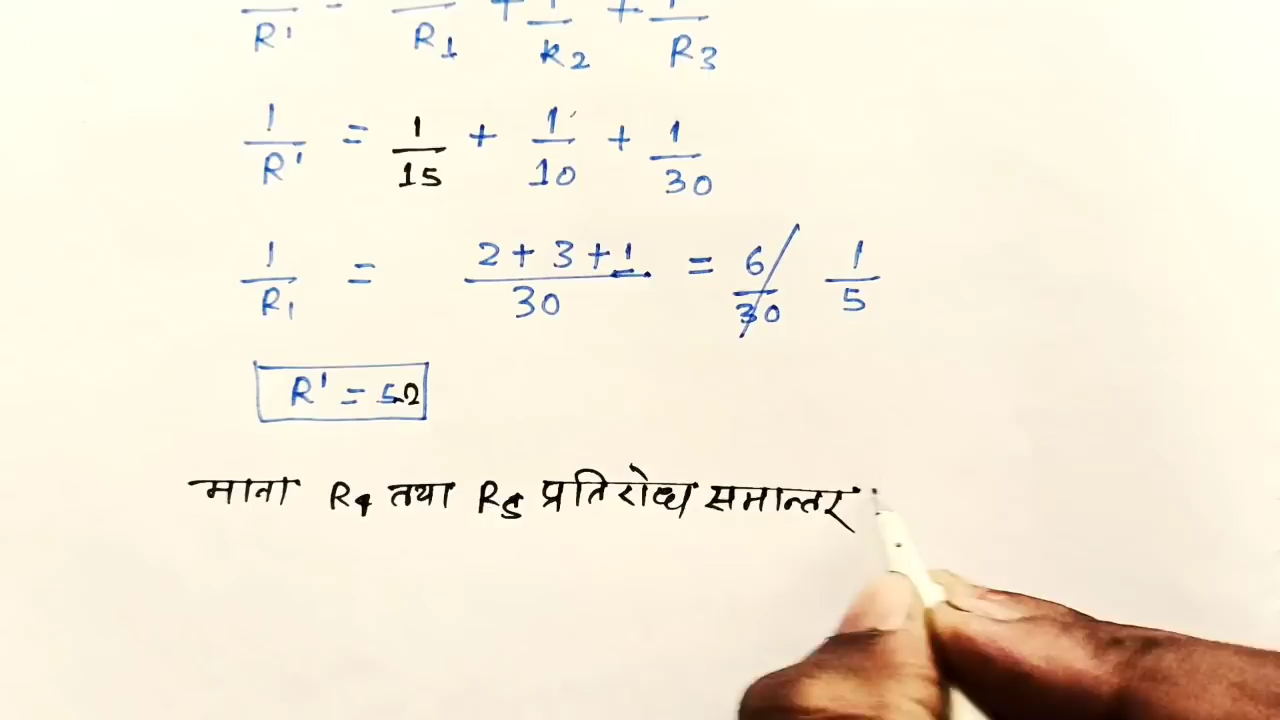 1/R' = 1/R1 + 1/R2 + 1/R3
1/R' = 1/15 + 1/10 + 1/30
1/R1 = 2+3+1/30 = 6/30 1/5
R' = 5Ω
माना R4 तथा R5 प्रतिरोध समान्तर